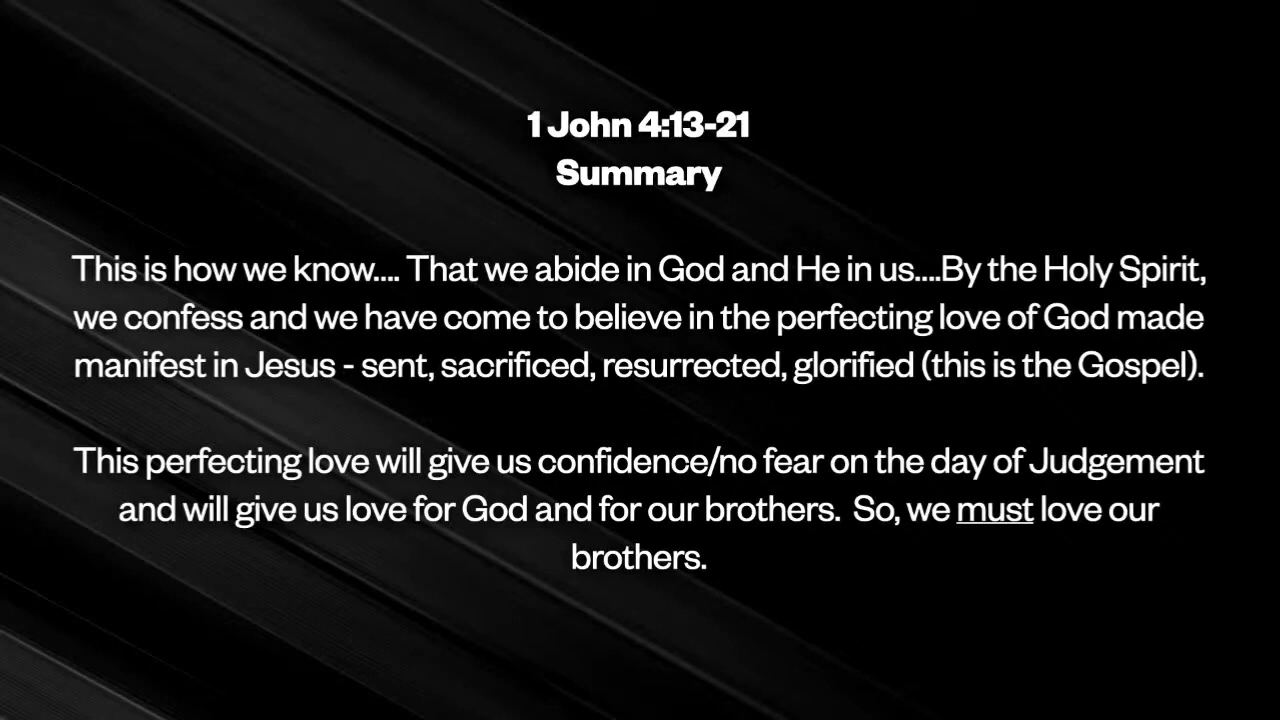 1 John 4:13-21
Summary
This is how we know.... That we abide in God and He in us....By the Holy Spirit,
we confess and we have come to believe in the perfecting love of God made
manifest in Jesus - sent, sacrificed, resurrected, glorified (this is the Gospel).
This perfecting love will give us confidence/no fear on the day of Judgement
and will give us love for God and for our brothers.  So, we must love our
brothers.